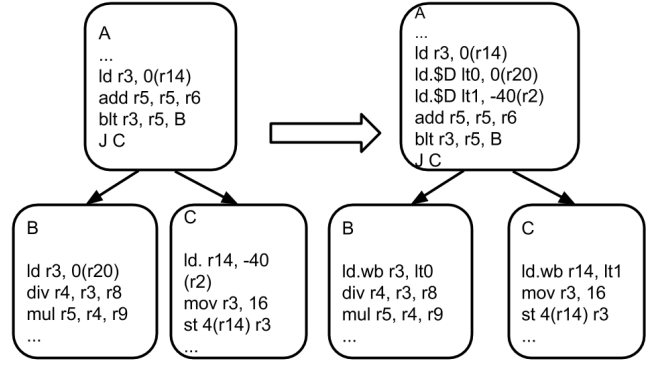 A
...
ld r3, 0(r14)
add r5, r5, r6
blt r3, r5, B
J C
B
ld r3, 0(r20)
div r4, r3, r8
mul r5, r4, r9
...
C
ld. r14, -40
(r2)
mov r3, 16
st 4(r14) r3
...
A
...
ld r3, 0(r14)
ld.$D lt0, 0(r20)
ld.$D lt1, -40(r2)
add r5, r5, r6
blt r3, r5, B
J C
B
ld.wb r3, lt0
div r4, r3, r8
mul r5, r4, r9
...
C
ld.wb r14, lt1
mov r3, 16
st 4(r14) r3
...